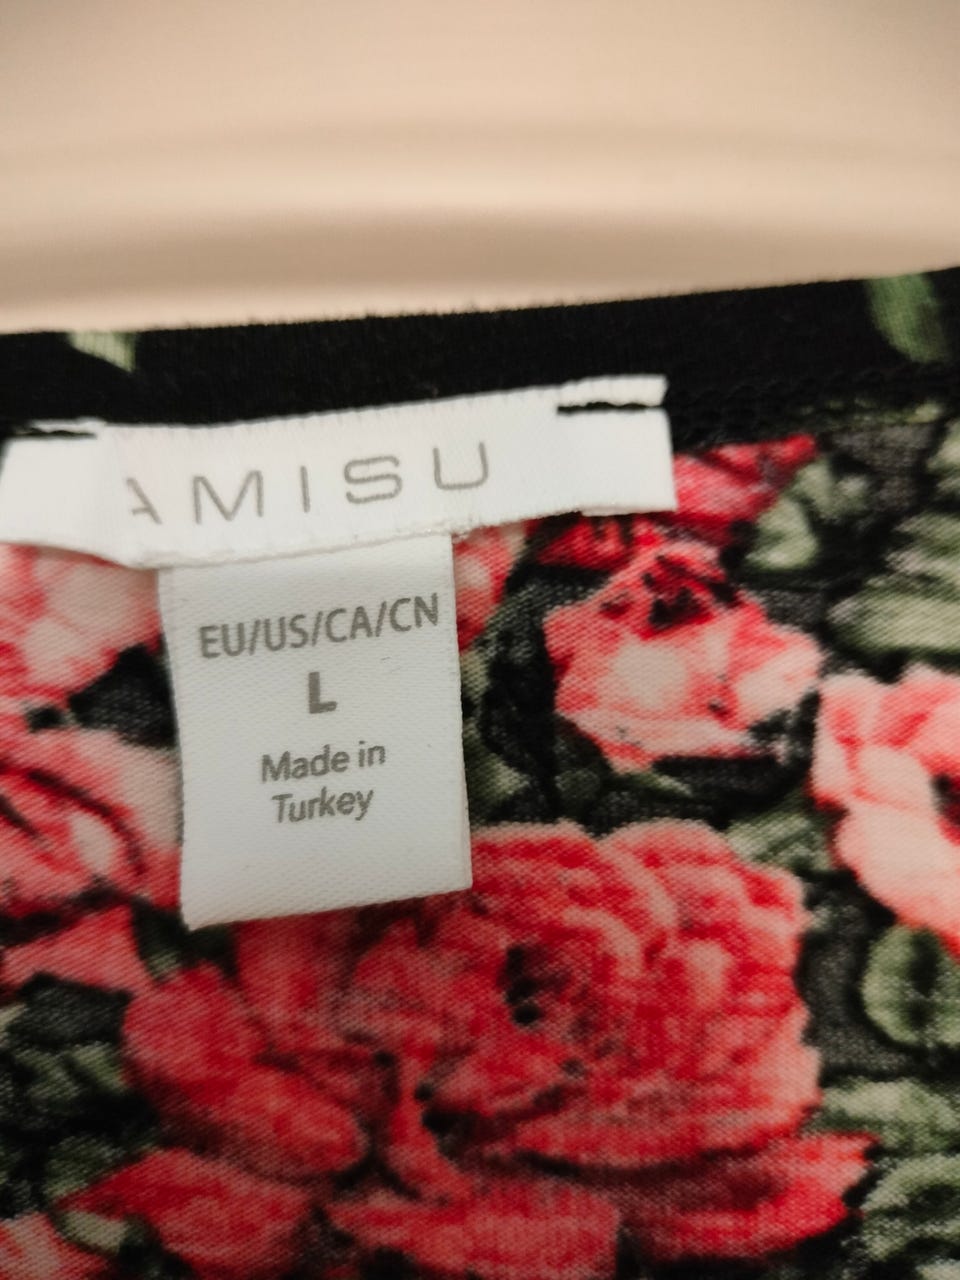 AMISU
EU/US/CA/CN
L
Made in
Turkey